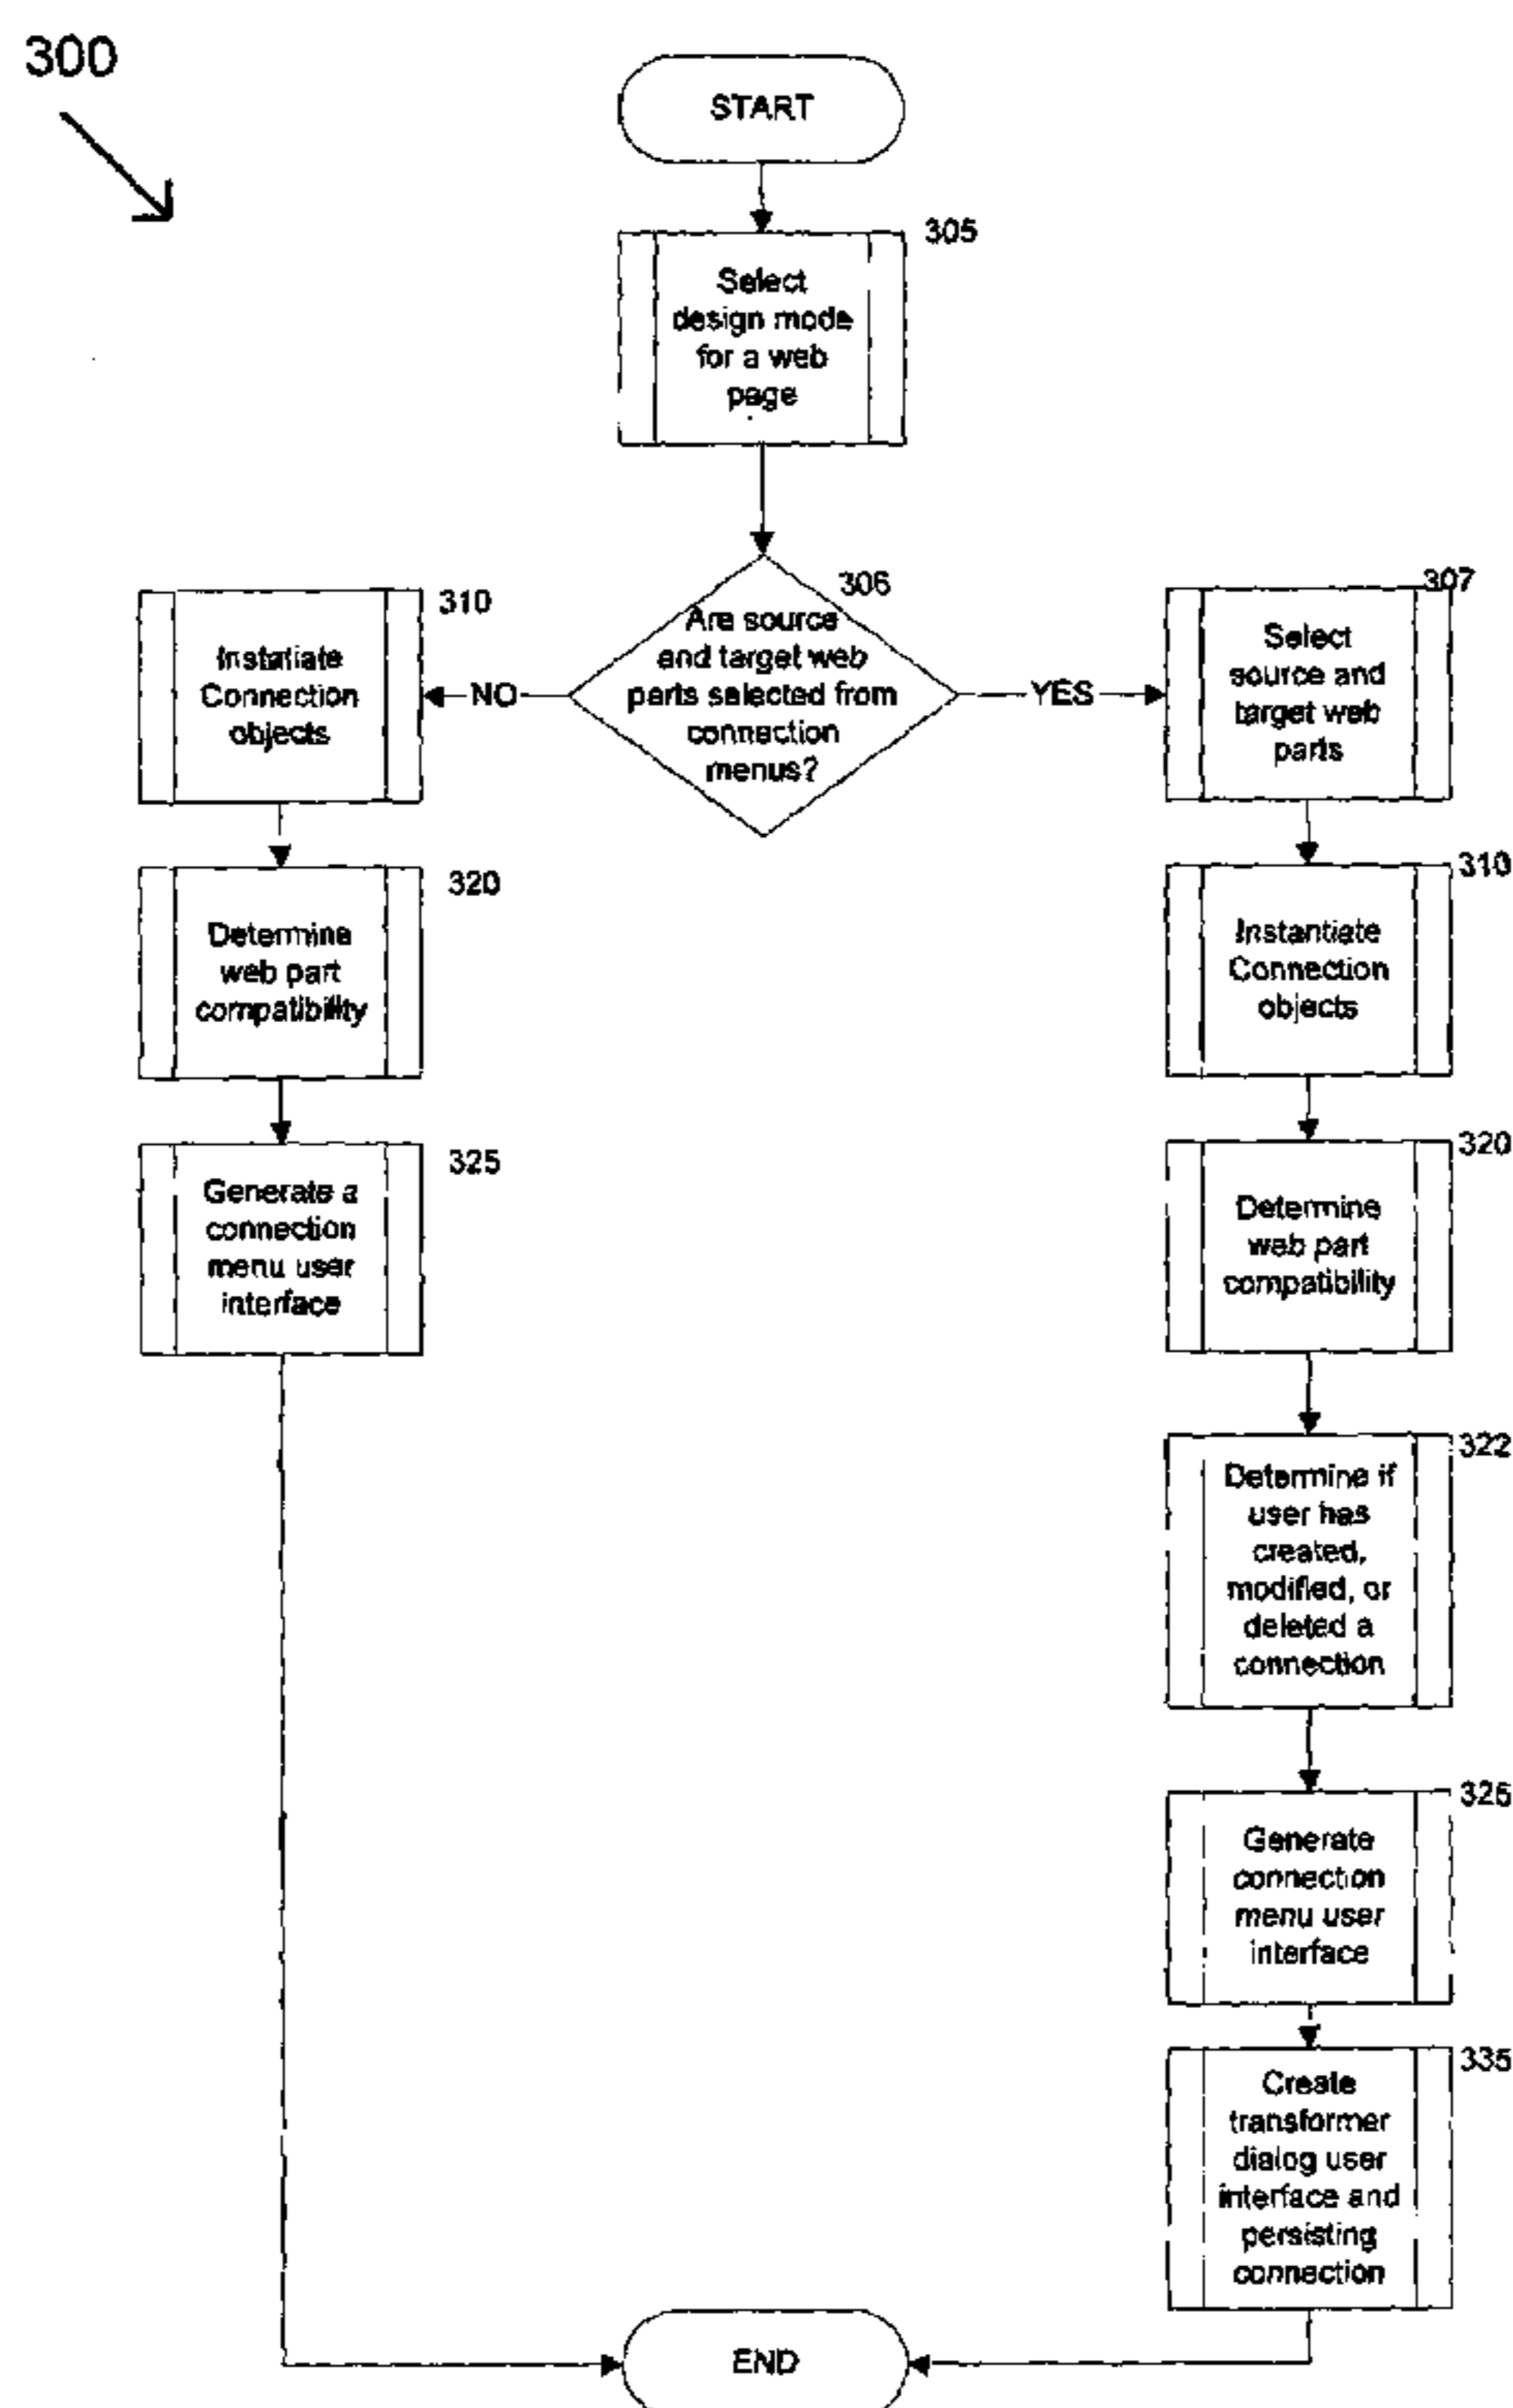 300
START
305
Select
design mode
for a web
page
306
Are source
and target web
parts selected from
connection
menus?
NO
YES
310
Instatiate
Connection
objects
320
Determine
web part
compatibility
325
Generate a
connection
menu user
interface
307
Select
source and
target web
parts
310
Instantiate
Connection
objects
320
Determine
web part
compatibility
322
Determine if
user has
created,
modified, or
deleted a
connection
325
Generate
connection
menu user
interface
335
Create
transformer
dialog user
interface and
persisting
connection
END